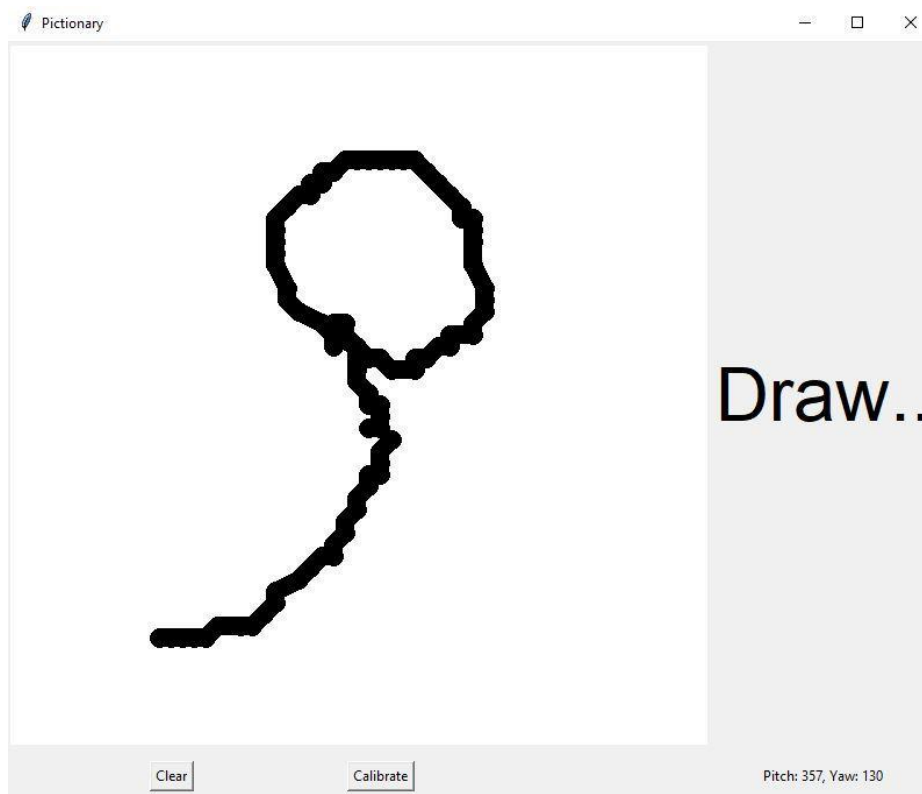 Pictionary
Draw..
Clear
Calibrate
Pitch: 357, Yaw: 130